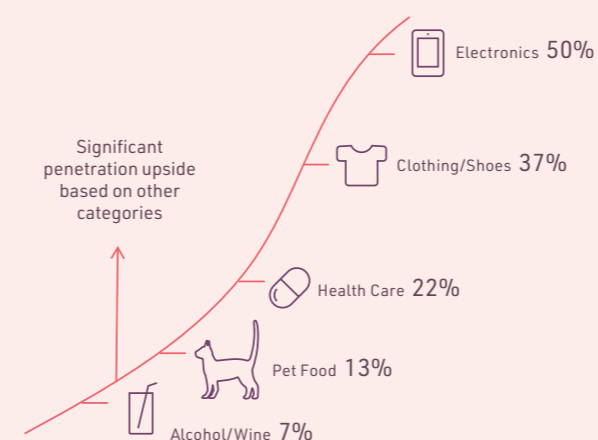 Electronics 50%
Significant
penetration upside
based on other
categories
Clothing/Shoes 37%
Health Care 22%
Pet Food 13%
Alcohol/Wine 7%